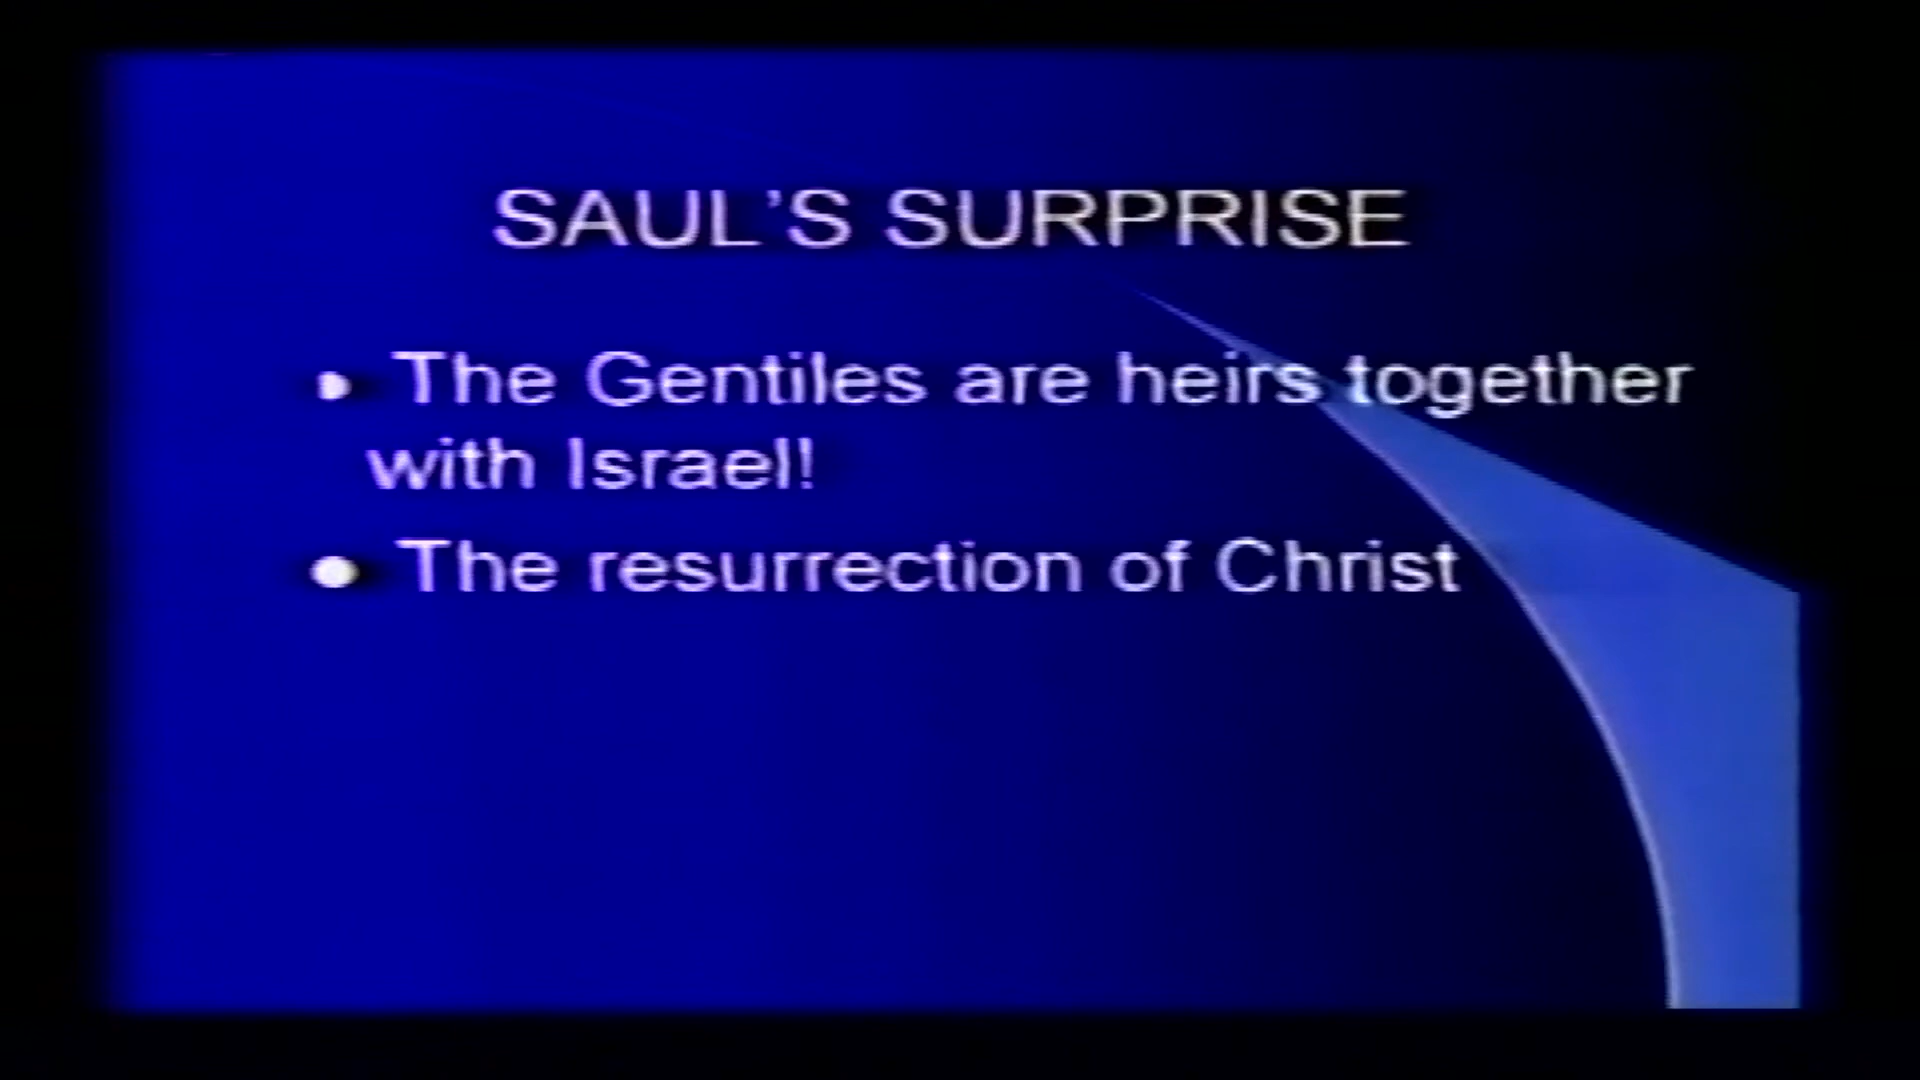 SAUL'S SURPRISE
• The Gentiles are heirs together
with Israel!
• The resurrection of Christ